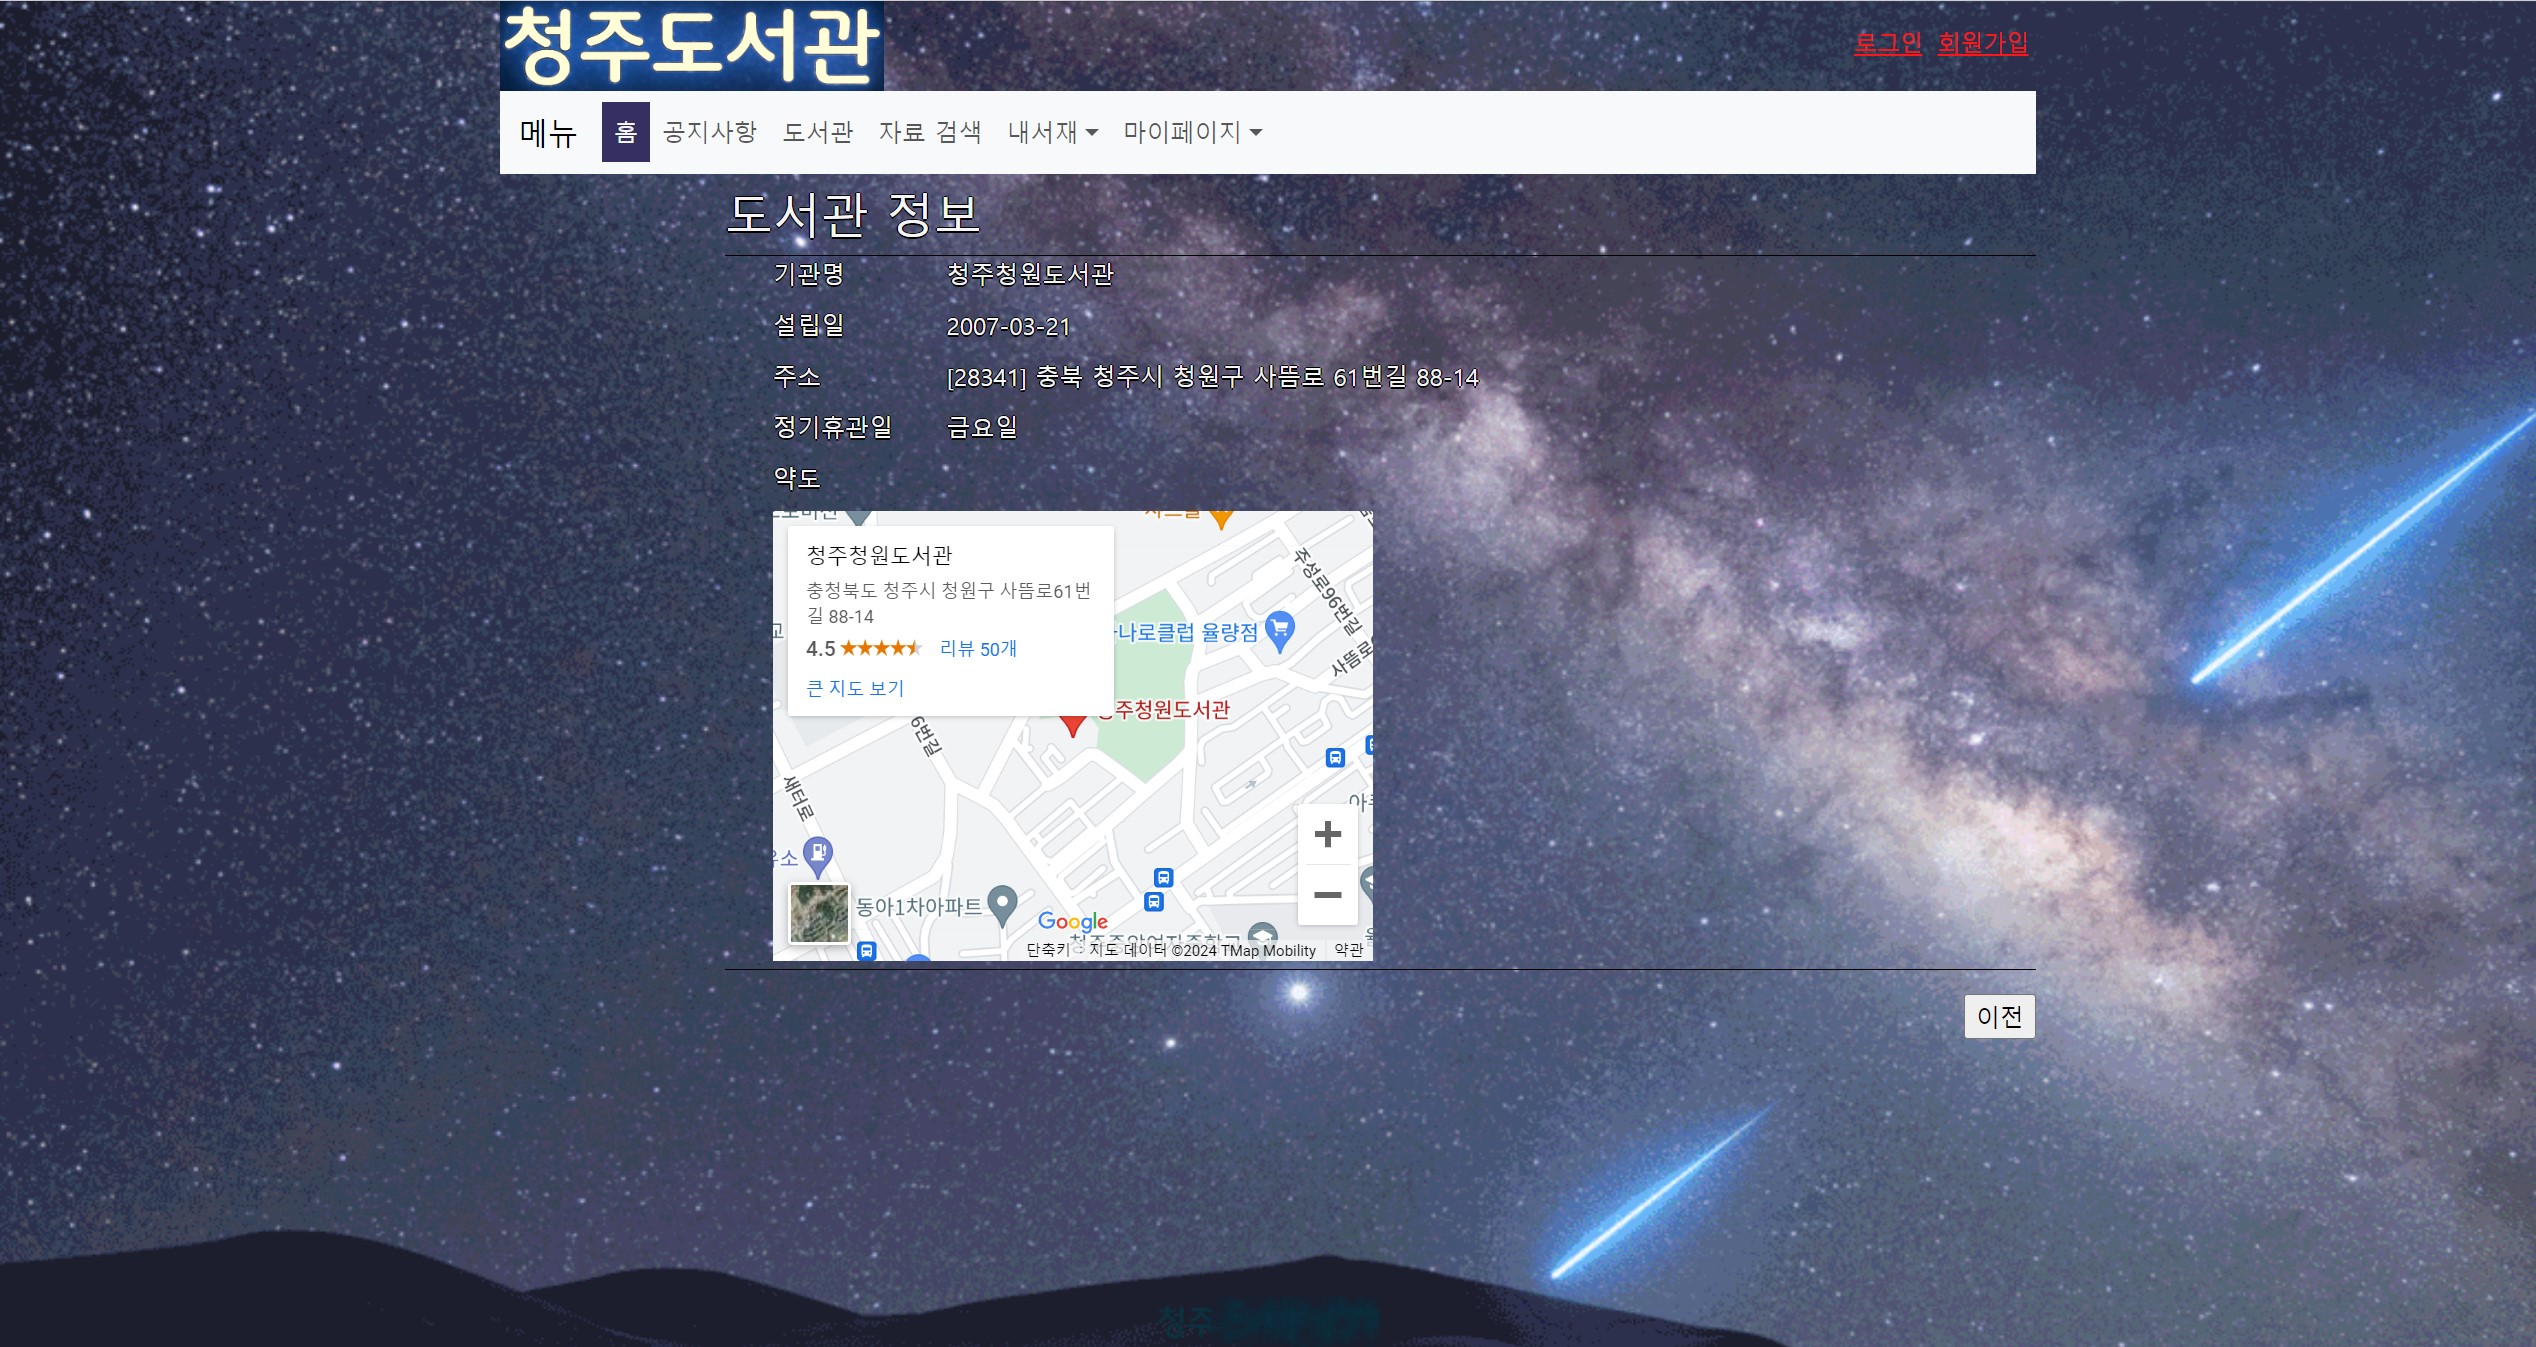 청주도서관
로그인 회원가입
메뉴 홈 공지사항 도서관 자료 검색 내서재 마이페이지
도서관 정보
기관명 청주청원도서관
설립일 2007-03-21
주소 [28341] 충북 청주시 청원구 사뜸로 61번길 88-14
정기휴관일 금요일
약도
청주청원도서관
충청북도 청주시 청원구 사뜸로61번
길 88-14
4.5 리뷰 50개
큰 지도 보기
주성로96번길
나로클럽 율량점
사뜸로
주청원도서관
6번길
새터로
소
동아1차아파트
Google
단축키 지도 데이터 ©2024 TMap Mobility 약관
이전
청주